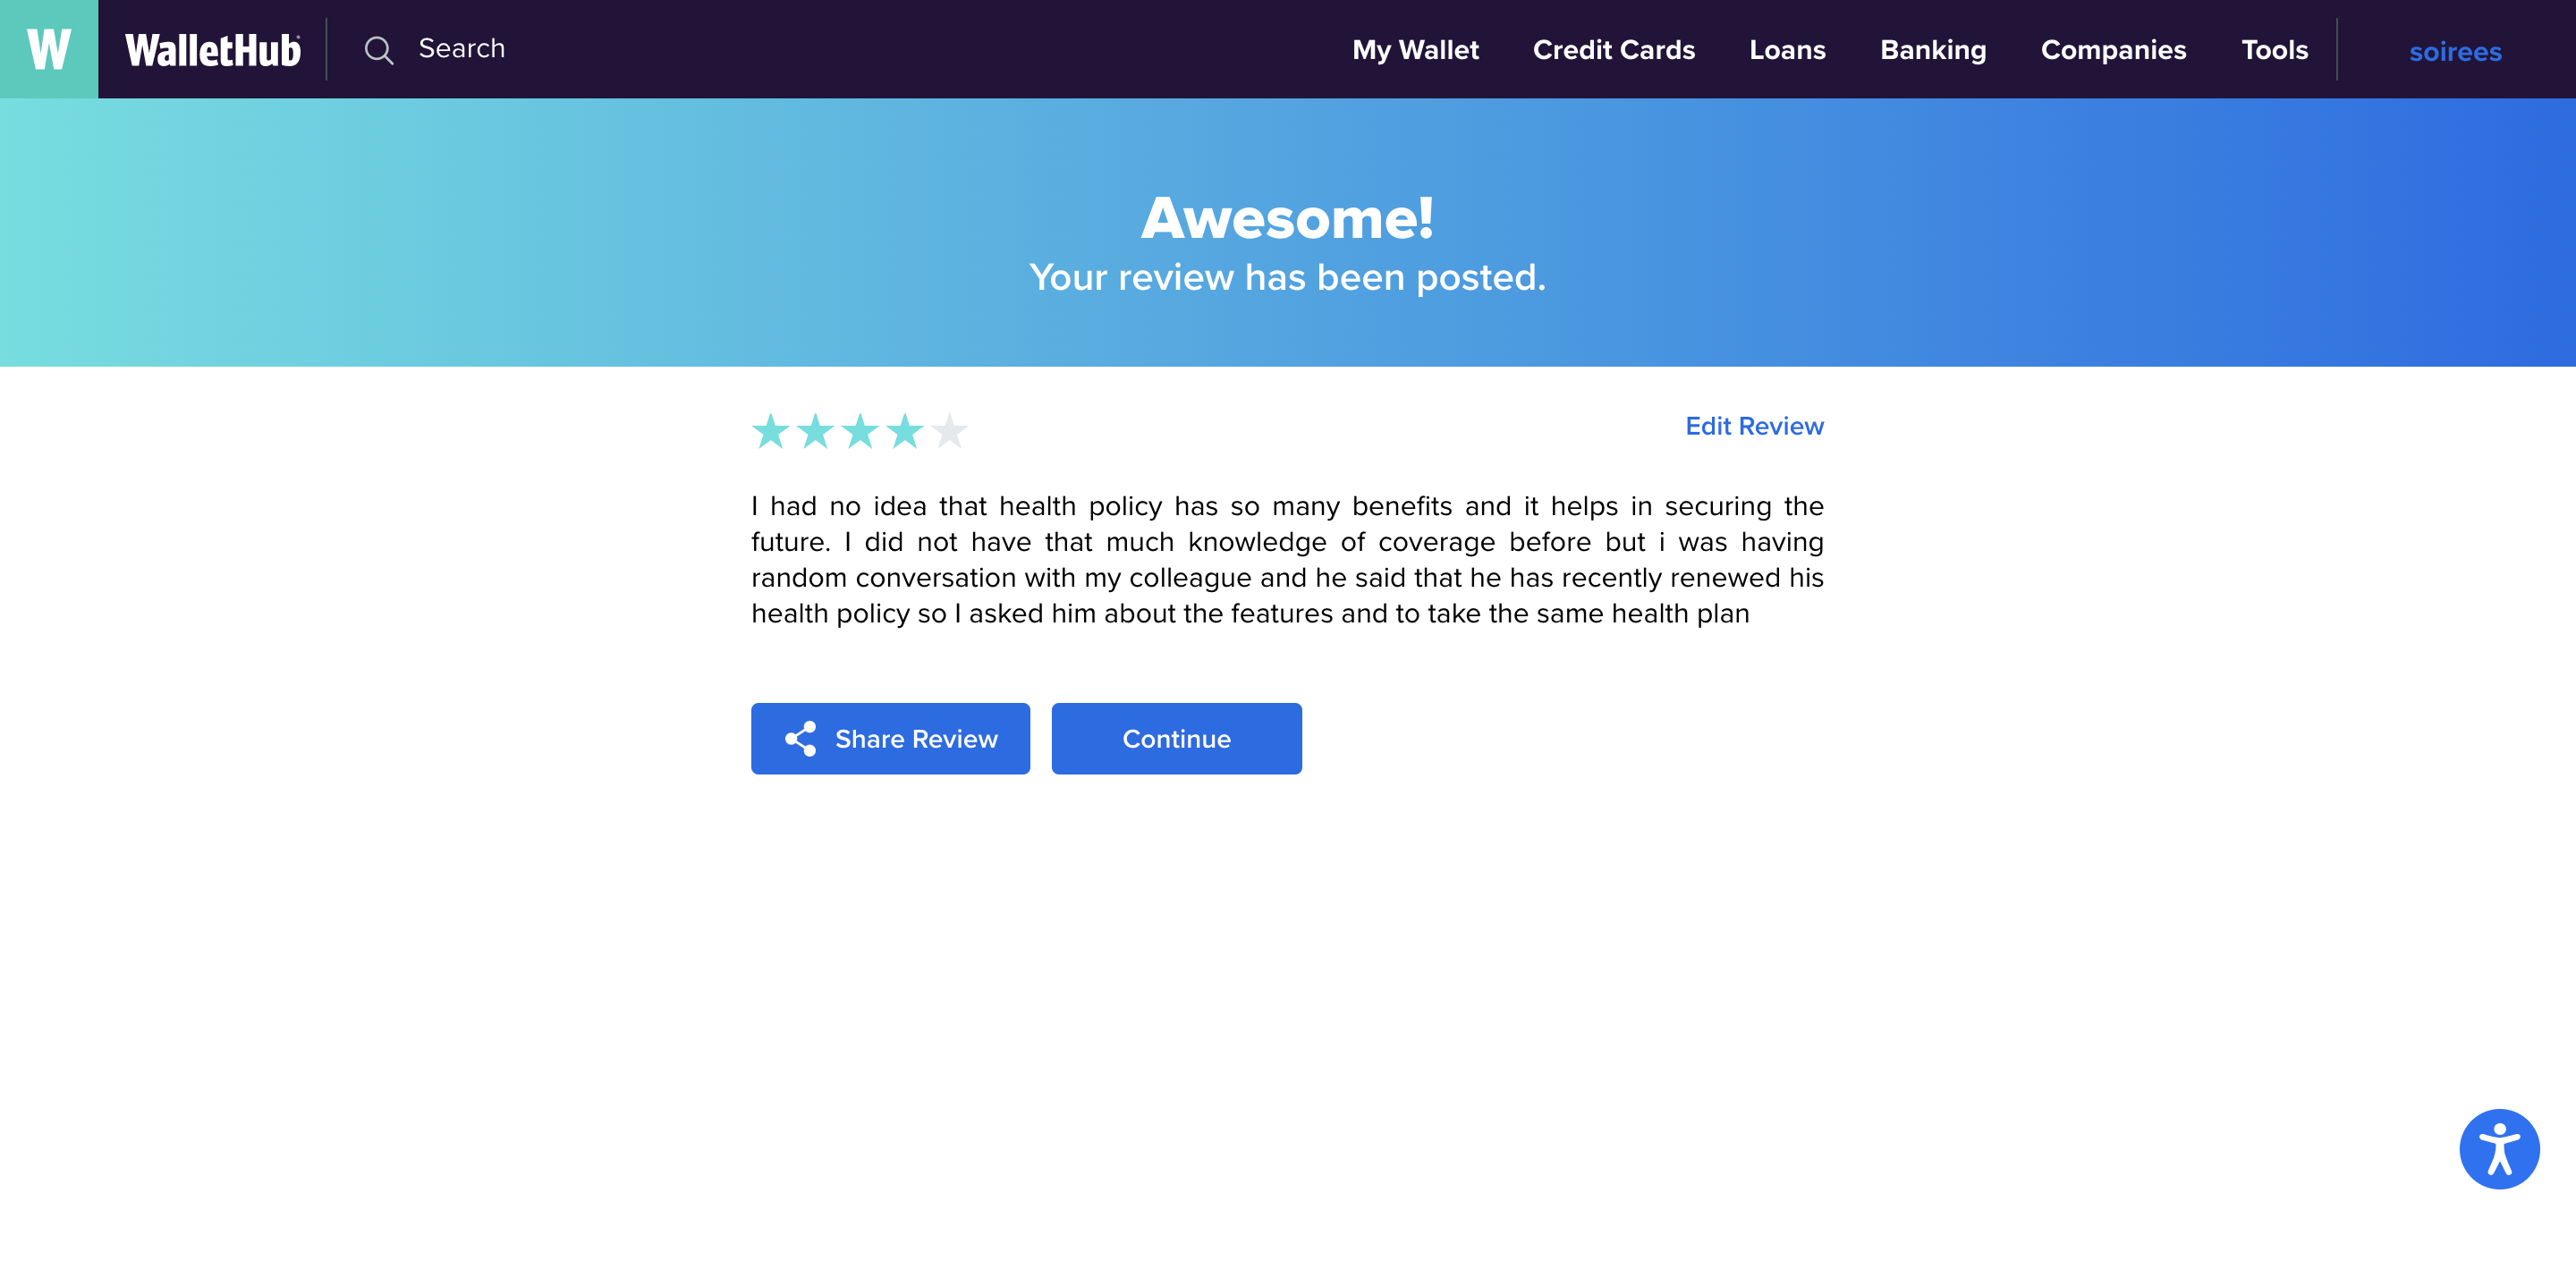 W WalletHub Search My Wallet Credit Cards Loans Banking Companies Tools soirees
Awesome!
Your review has been posted.
Edit Review
I had no idea that health policy has so many benefits and it helps in securing the
future. I did not have that much knowledge of coverage before but i was having
random conversation with my colleague and he said that he has recently renewed his
health policy so I asked him about the features and to take the same health plan
Share Review Continue